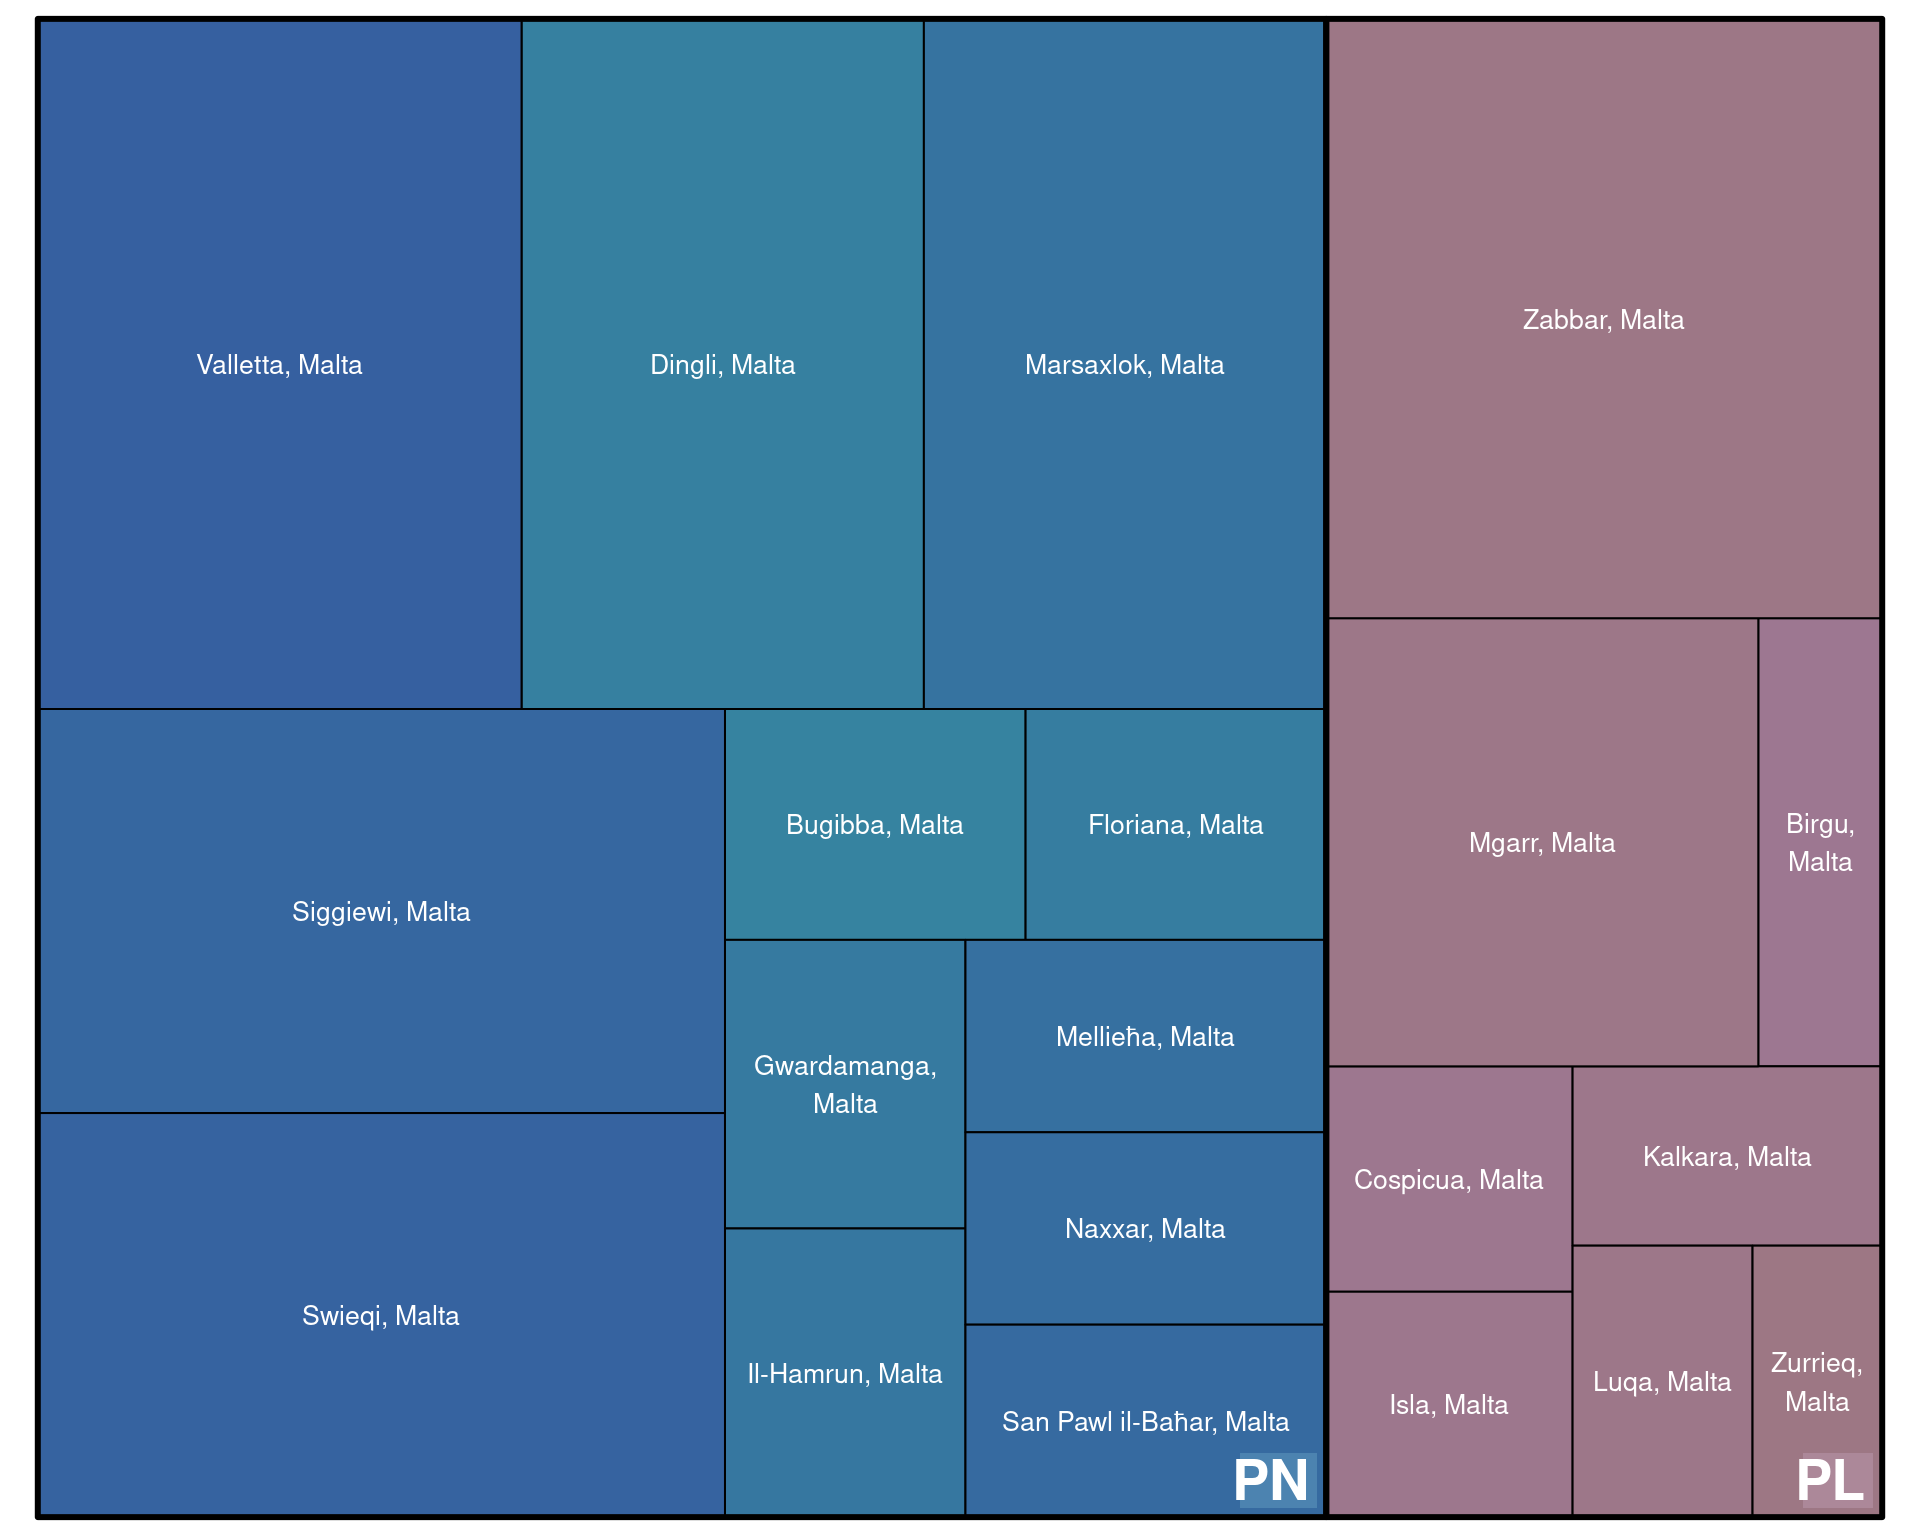 Valletta, Malta
Dingli, Malta
Marsaxlok, Malta
Zabbar, Malta
Siggiewi, Malta
Bugibba, Malta
Floriana, Malta
Mgarr, Malta
Birgu,
Malta
Gwardamanga,
Malta
Mellieħa, Malta
Swieqi, Malta
Naxxar, Malta
Il-Hamrun, Malta
San Pawl il-Baħar, Malta
PN
Cospicua, Malta
Kalkara, Malta
Isla, Malta
Luqa, Malta
Zurrieq,
Malta
PL